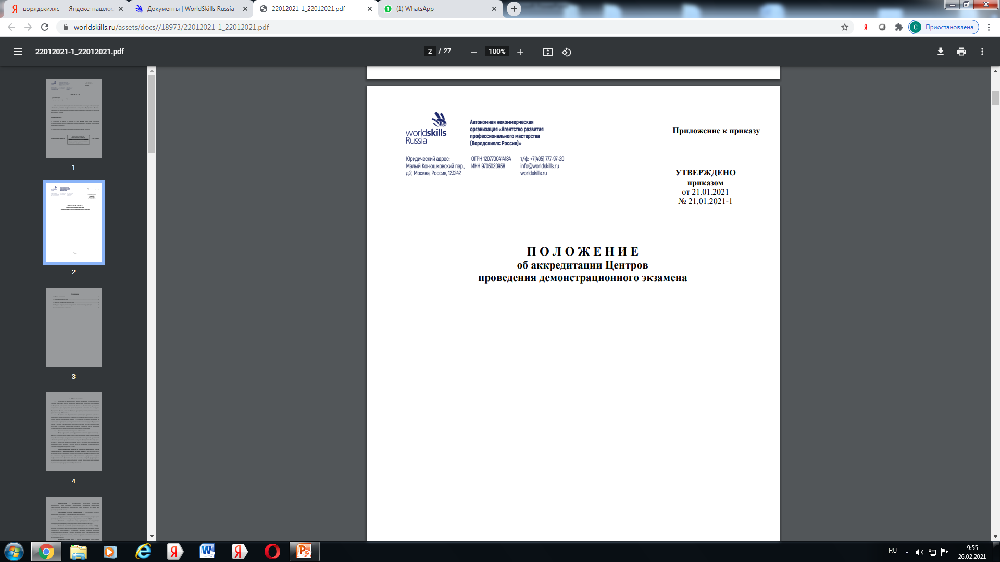 ворлдскиллс — Яндекс: нашлос
Документы | WorldSkills Russia
22012021-1_22012021.pdf
(1) WhatsApp
worldskills.ru/assets/docs//18973/22012021-1_22012021.pdf
Приостановлена
22012021-1_22012021.pdf
2 / 27
100%
1
2
3
4
worldskills
Russia
Автономная некоммерческая
организация «Агентство развития
профессионального мастерства
(Ворлдскиллс Россия)»
Юридический адрес:
Малый Конюшковский пер.,
д.2, Москва, Россия, 123242
ОГРН 1207700414184
ИНН 9703020938
т/ф: +7(495) 777-97-20
info@worldskills.ru
worldskills.ru
Приложение к приказу
УТВЕРЖДЕНО
приказом
от 21.01.2021
№ 21.01.2021-1
П О Л О Ж Е Н И Е
об аккредитации Центров
проведения демонстрационного экзамена
RU
9:55
26.02.2021